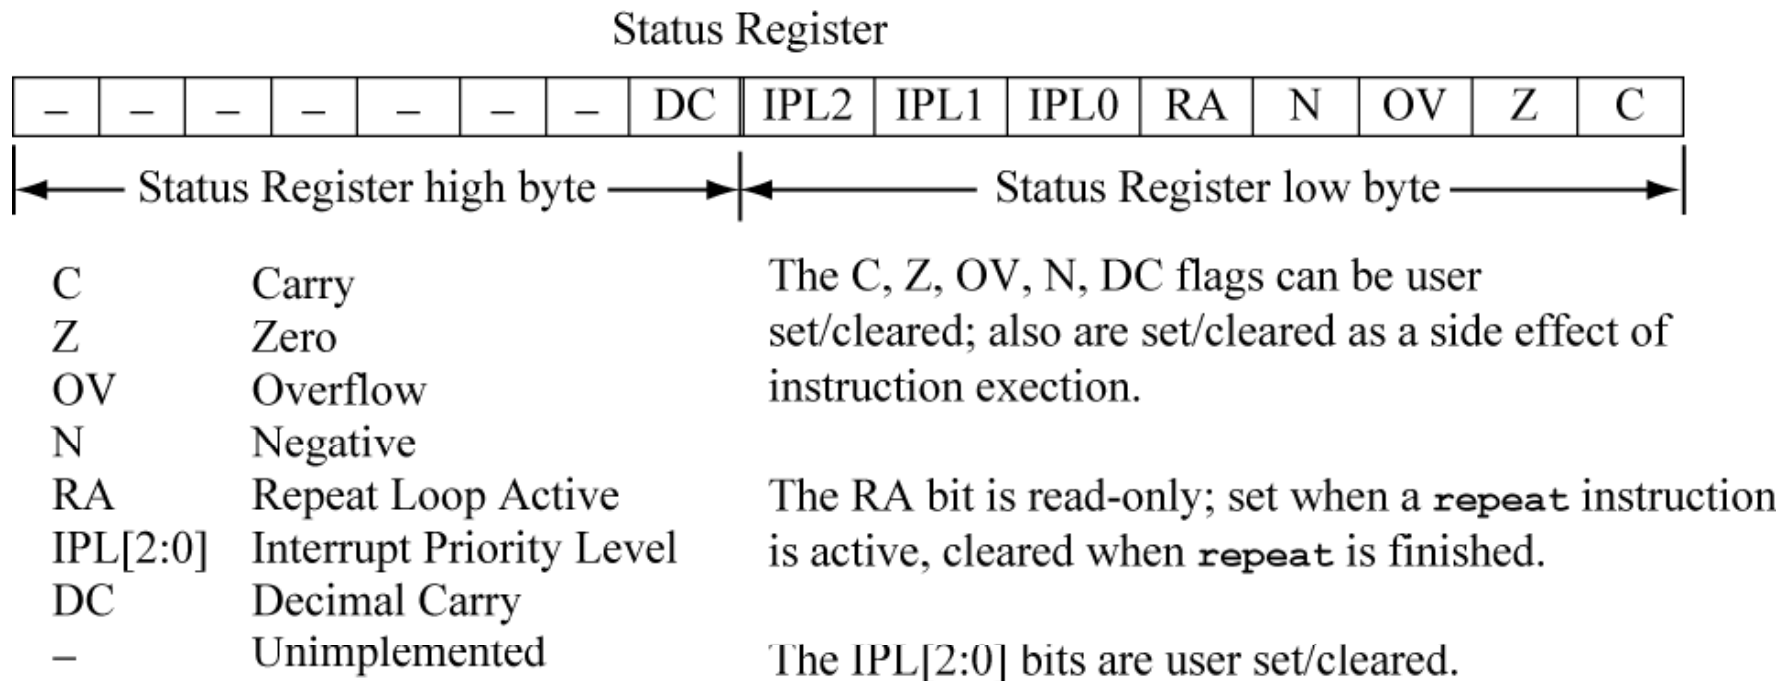 Status Register
– – – – – – – DC IPL2 IPL1 IPL0 RA N OV Z C
Status Register high byte Status Register low byte
C Carry
Z Zero
OV Overflow
N Negative
RA Repeat Loop Active
IPL[2:0] Interrupt Priority Level
DC Decimal Carry
– Unimplemented
The C, Z, OV, N, DC flags can be user
set/cleared; also are set/cleared as a side effect of
instruction exection.
The RA bit is read-only; set when a repeat instruction
is active, cleared when repeat is finished.
The IPL[2:0] bits are user set/cleared.